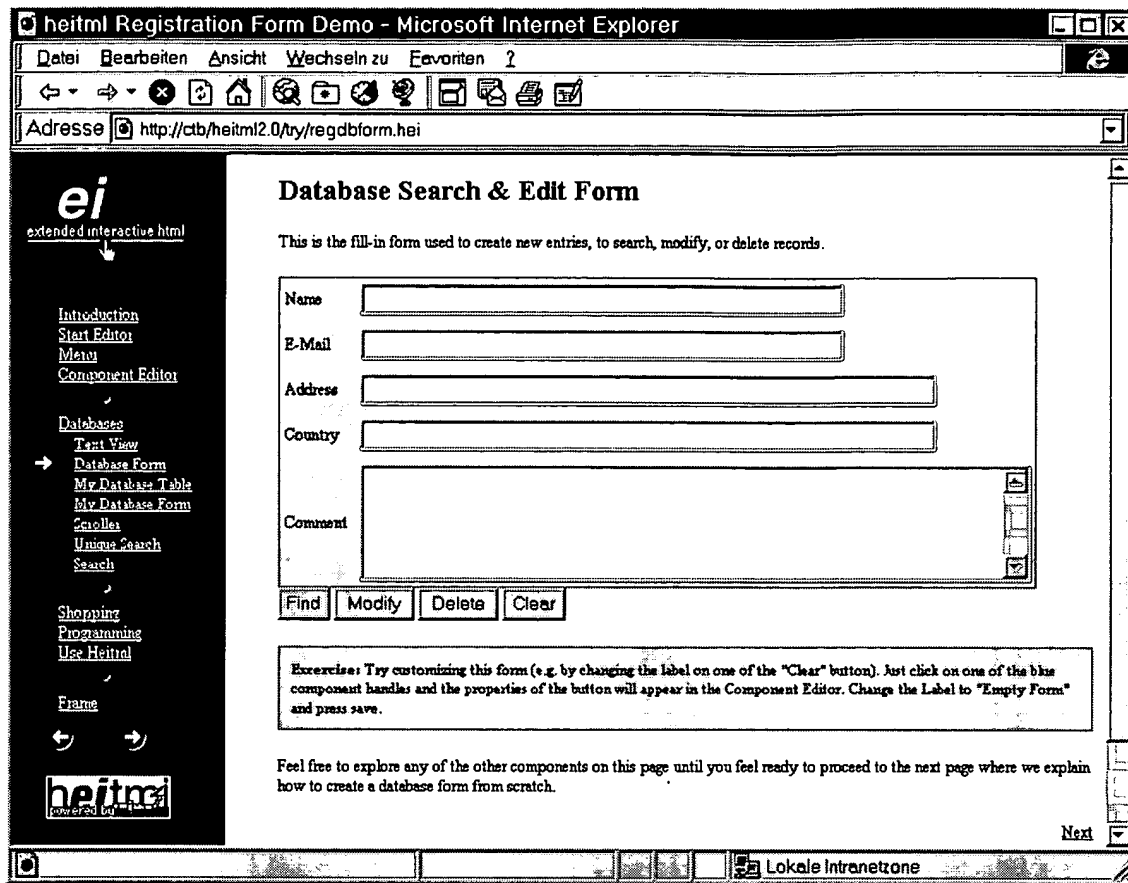 heitml Registration Form Demo - Microsoft Internet Explorer
Datei Bearbeiten Ansicht Wechseln zu Favoriten ?
Adresse http://ctb/heitml2.0/try/regdbform.hei
ei
extended interactive html
Introduction
Start Editor
Menu
Component Editor
Databases
Text View
Database Form
My Database Table
My Database Form
Scroller
Unique Search
Search
Shopping
Programming
Use Heitml
Frame
heitml
powered by
Database Search & Edit Form
This is the fill-in form used to create new entries, to search, modify, or delete records.
Name
E-Mail
Address
Country
Comment
Find Modify Delete Clear
Excercise: Try customizing this form (e.g. by changing the label on one of the "Clear" button). Just click on one of the blue
component handles and the properties of the button will appear in the Component Editor. Change the Label to "Empty Form"
and press save.
Feel free to explore any of the other components on this page until you feel ready to proceed to the next page where we explain
how to create a database form from scratch.
Next
Lokale Intranetzone